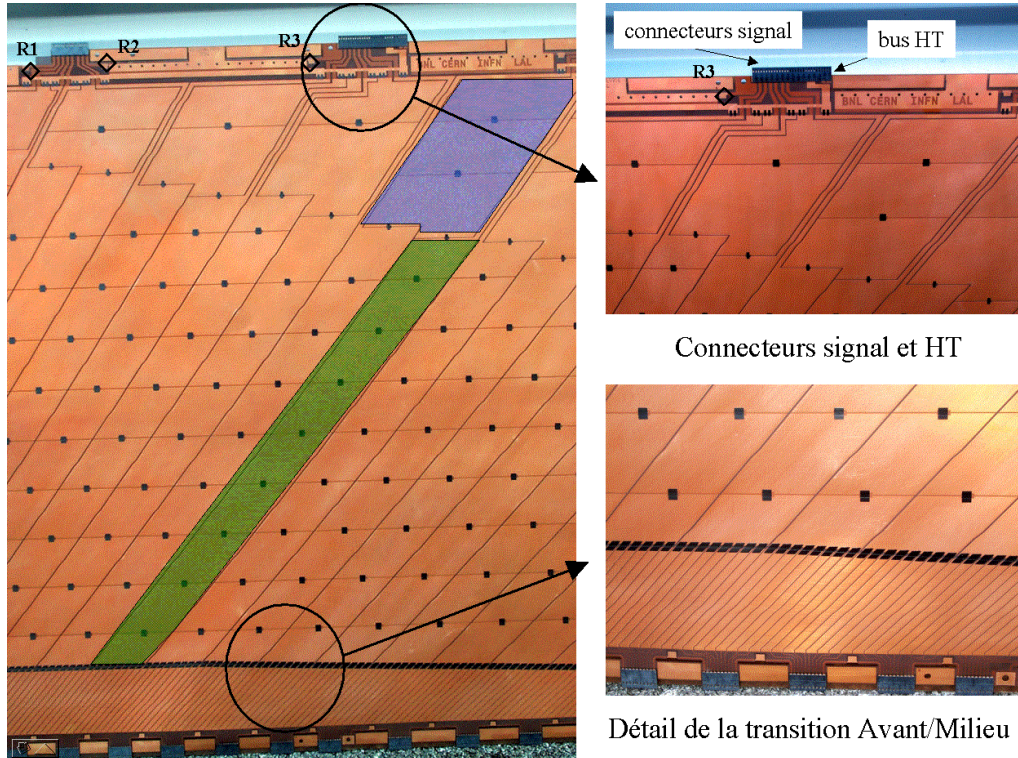 R1
R2
R3
BNL CERN INFN LAL
connecteurs signal
bus HT
R3
BNL CERN INFN LAL
Connecteurs signal et HT
Détail de la transition Avant/Milieu